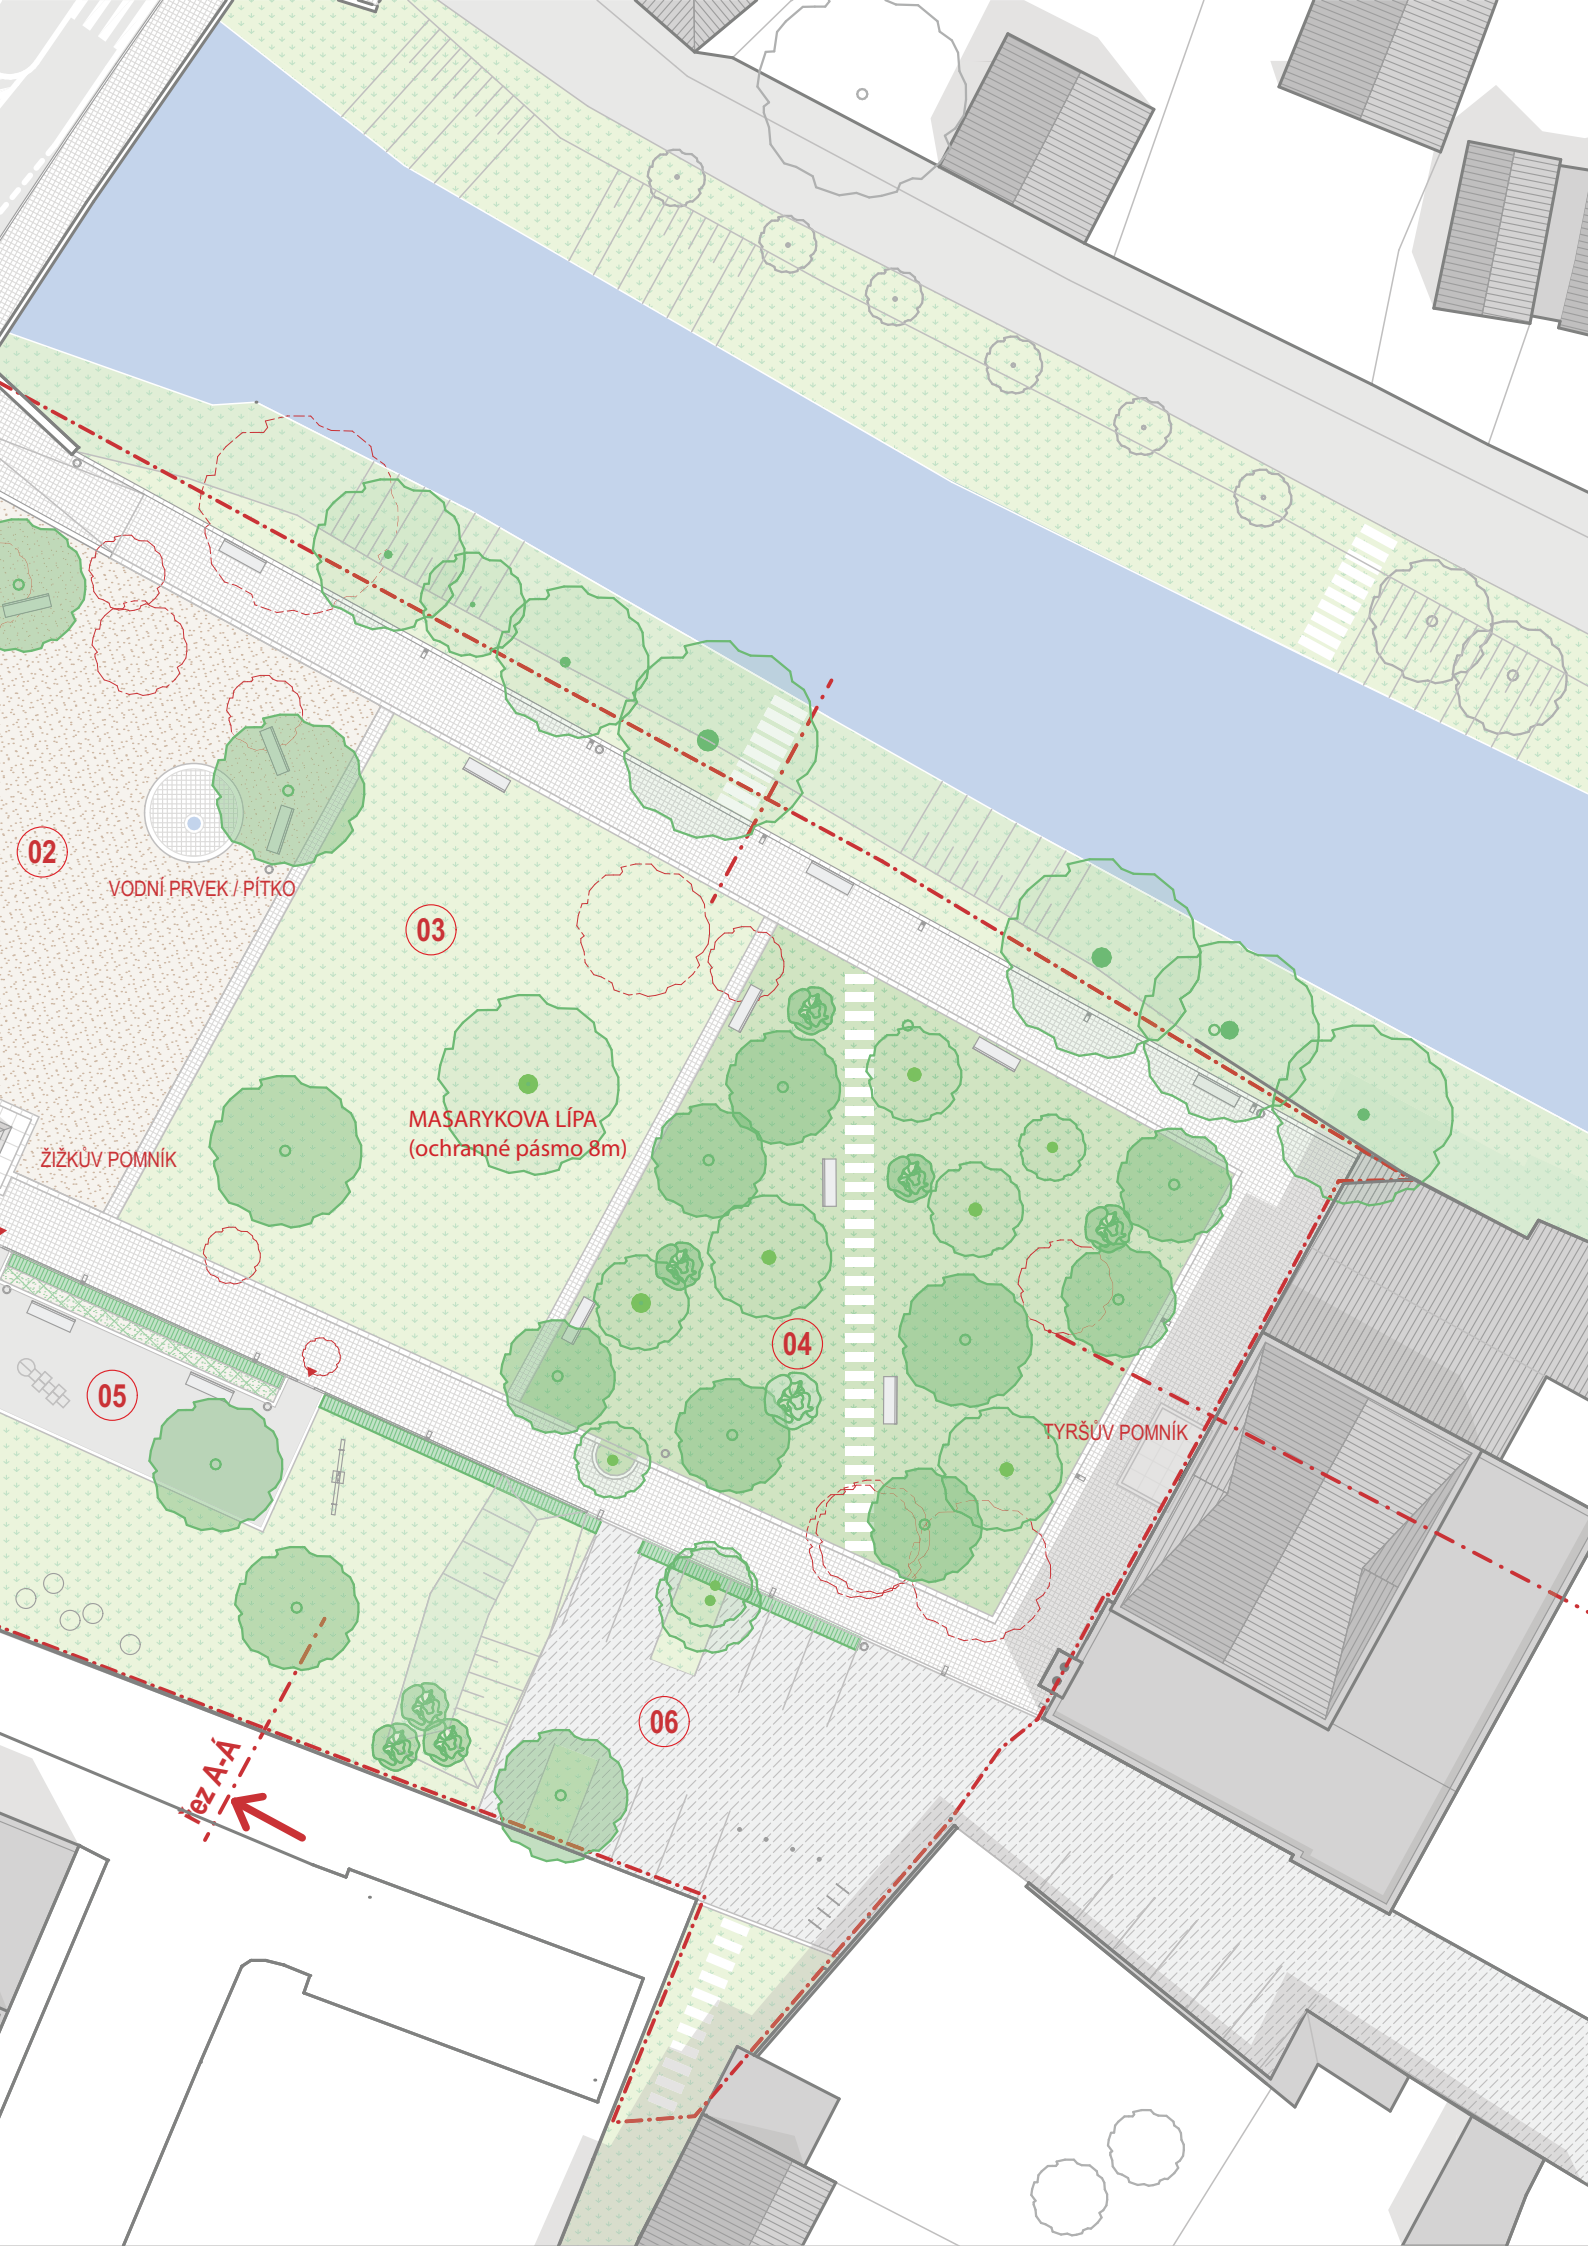 02
VODNÍ PRVEK / PÍTKO
03
MASARYKOVA LÍPA
(ochranné pásmo 8m)
ŽIŽKŮV POMNÍK
04
05
TYRŠŮV POMNÍK
06
řez A-A